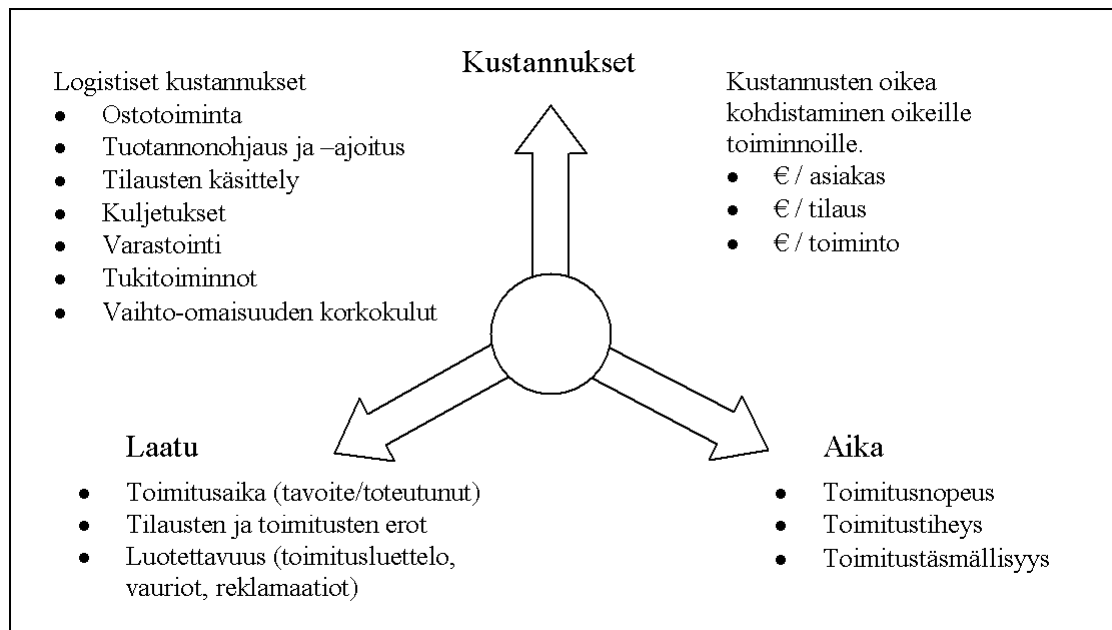 Kustannukset
Logistiset kustannukset
● Ostotoiminta
● Tuotannonohjaus ja –ajoitus
● Tilausten käsittely
● Kuljetukset
● Varastointi
● Tukitoiminnot
● Vaihto-omaisuuden korkokulut
Kustannusten oikea
kohdistaminen oikeille
toiminnoille.
● € / asiakas
● € / tilaus
● € / toiminto
Laatu
● Toimitusaika (tavoite/toteutunut)
● Tilausten ja toimitusten erot
● Luotettavuus (toimitusluettelo,
vauriot, reklamaatiot)
Aika
● Toimitusnopeus
● Toimitustiheys
● Toimitustäsmällisyys